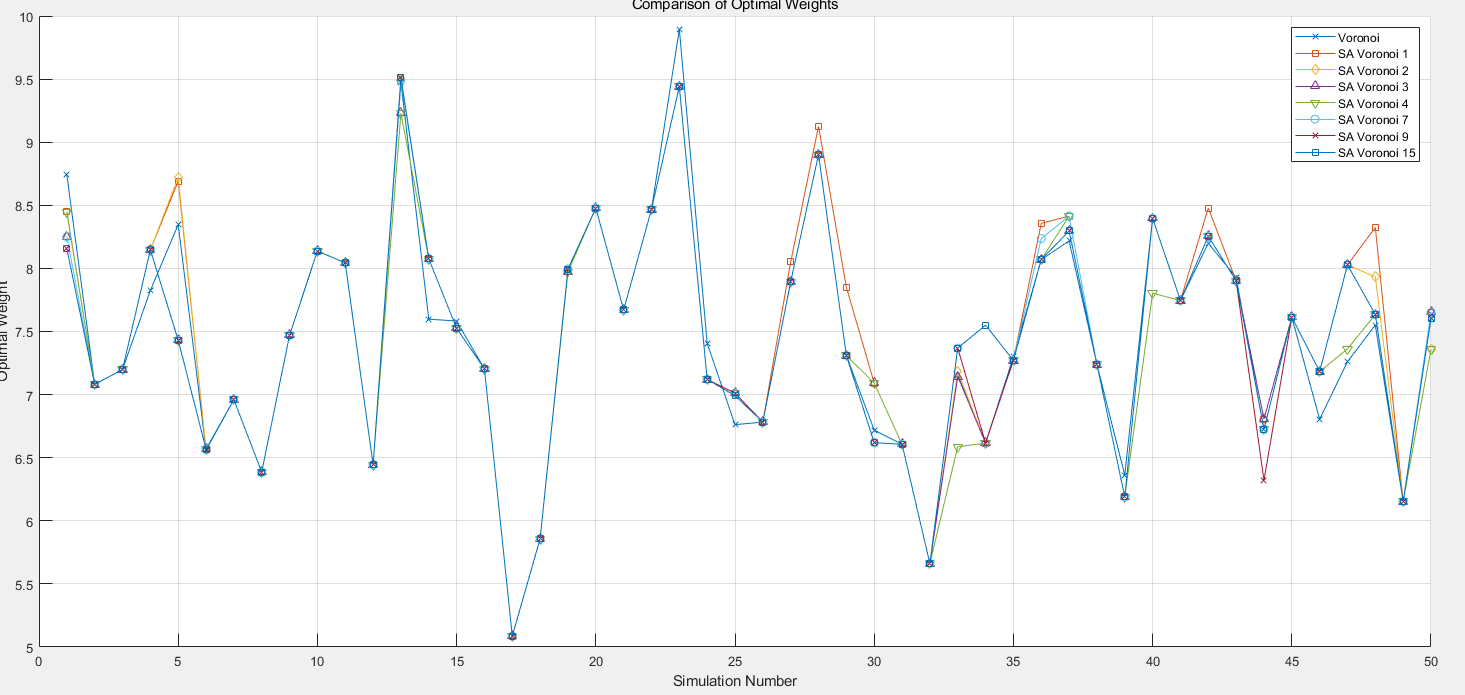 Comparison of Optimal Weights
10
9.5
9
8.5
8
7.5
7
6.5
6
5.5
5
Optimal Weight
0 5 10 15 20 25 30 35 40 45 50
Simulation Number
Voronoi
SA Voronoi 1
SA Voronoi 2
SA Voronoi 3
SA Voronoi 4
SA Voronoi 7
SA Voronoi 9
SA Voronoi 15